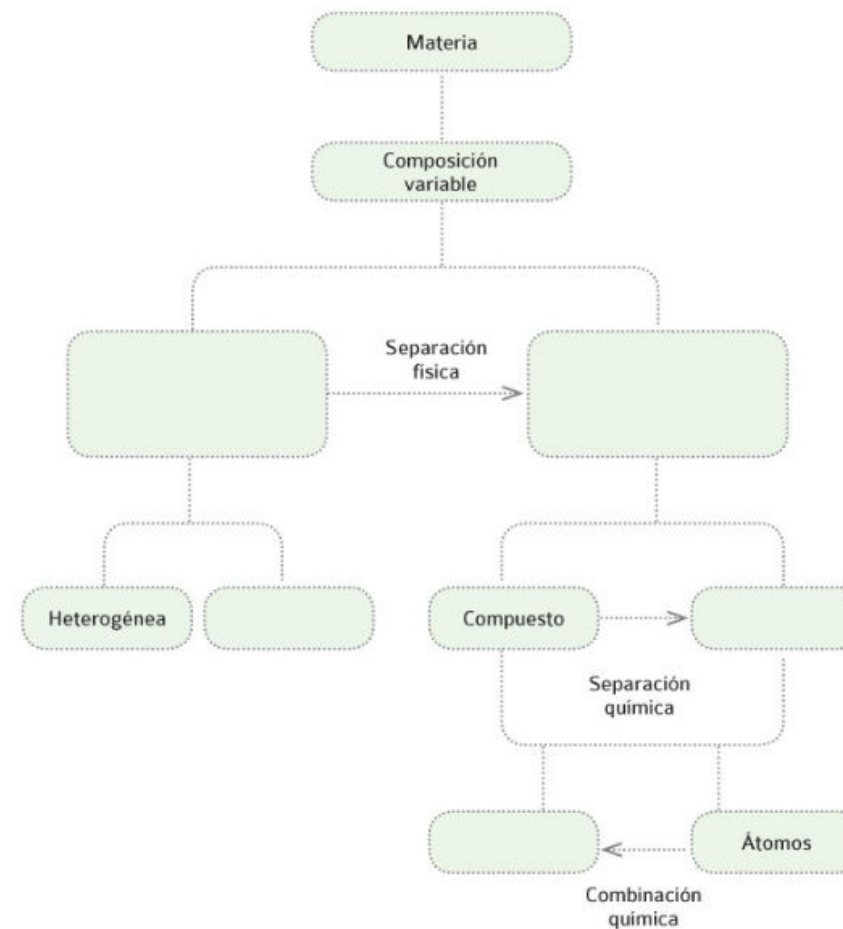 Materia
Composición
variable
Separación
física
Heterogénea
Compuesto
Separación
química
Átomos
Combinación
química